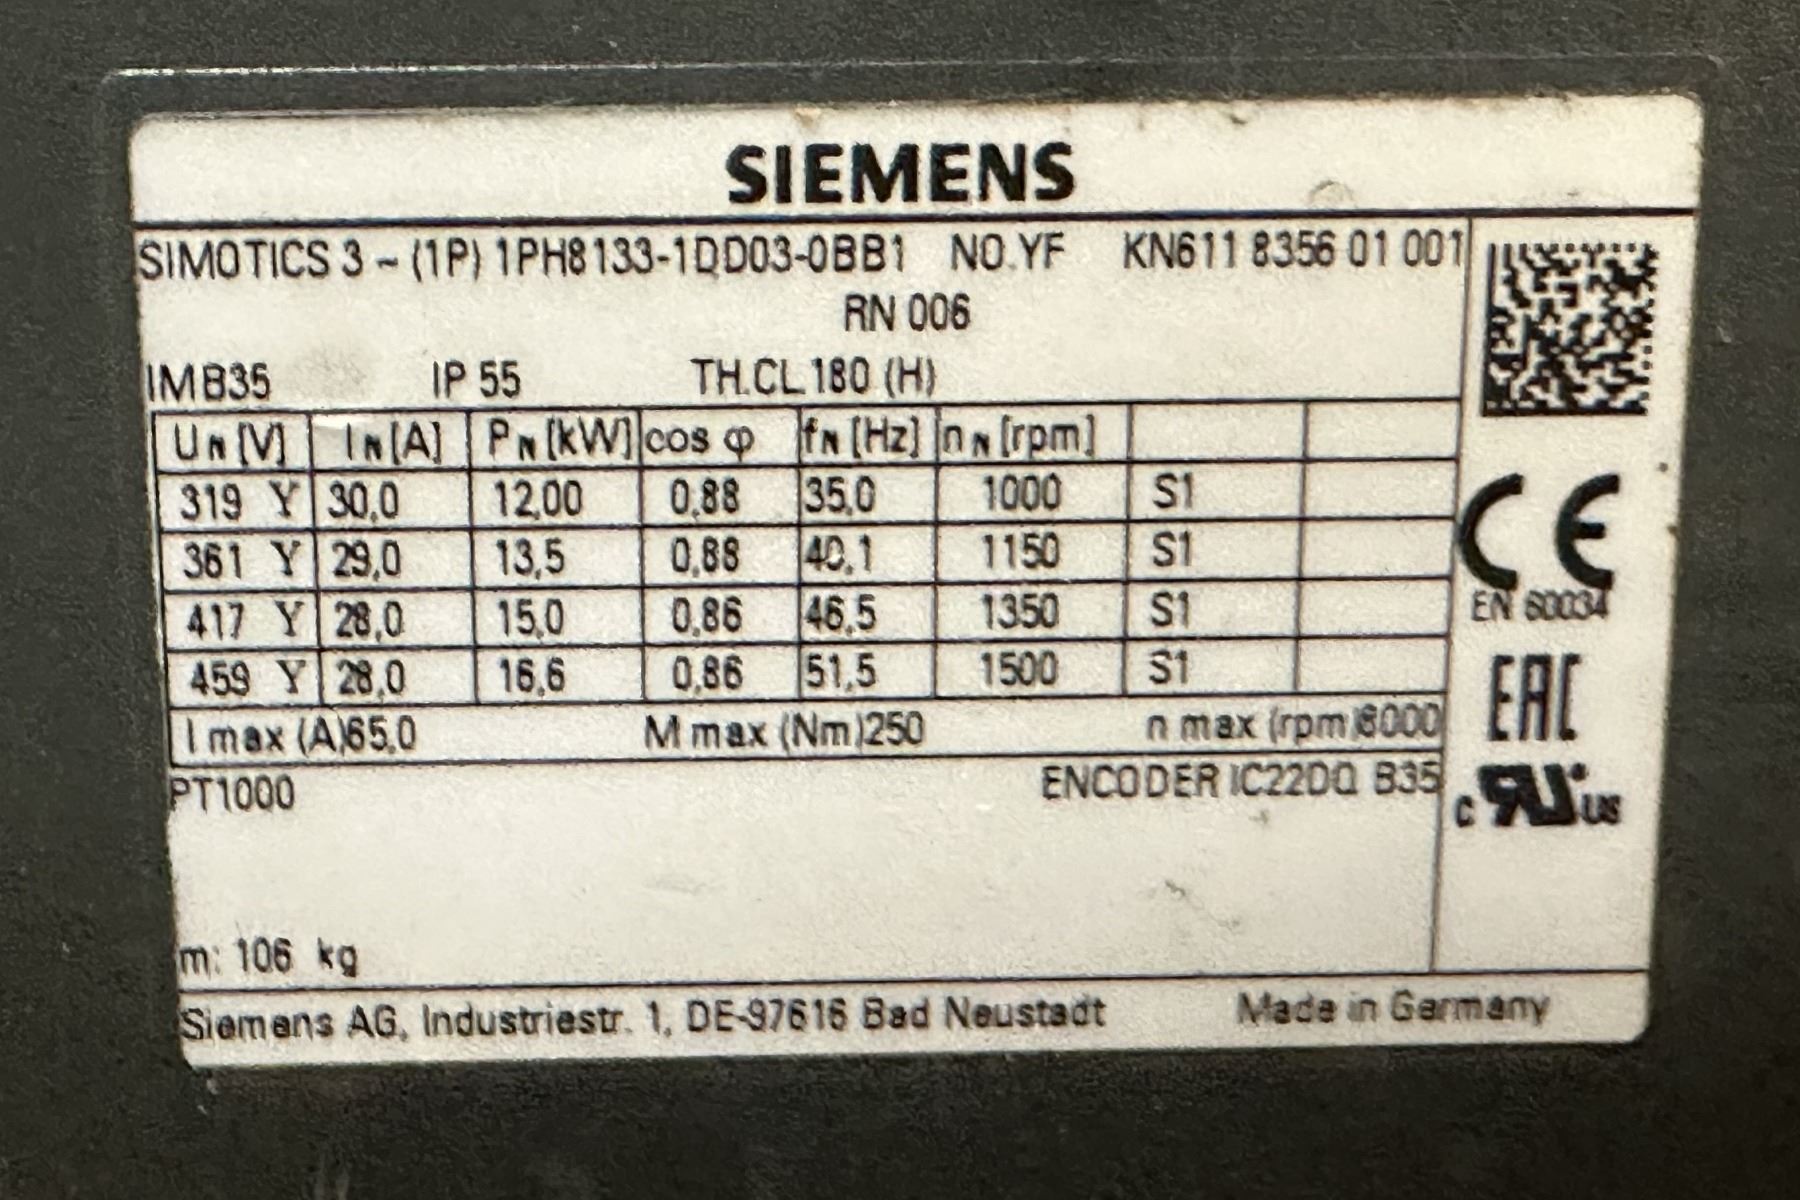 SIEMENS
SIMOTICS 3 ~ (1P) 1PH8133-1DD03-0BB1 NO.YF KN611 8356 01 001
RN 006
IM B35 IP 55 TH.CL.180 (H)
UN [V] IN [A] PN [kW] cos φ fN [Hz] nN [rpm]
319 Y 30,0 12,00 0,88 35,0 1000 S1
361 Y 29,0 13,5 0,88 40,1 1150 S1
417 Y 28,0 15,0 0,86 46,5 1350 S1
459 Y 28,0 16,6 0,86 51,5 1500 S1
I max (A)65,0 M max (Nm)250 n max (rpm)8000
PT1000 ENCODER IC22DQ B35
m: 106 kg
Siemens AG, Industriestr. 1, DE-97616 Bad Neustadt Made in Germany
CE
EN 60034
EAC
c RU us